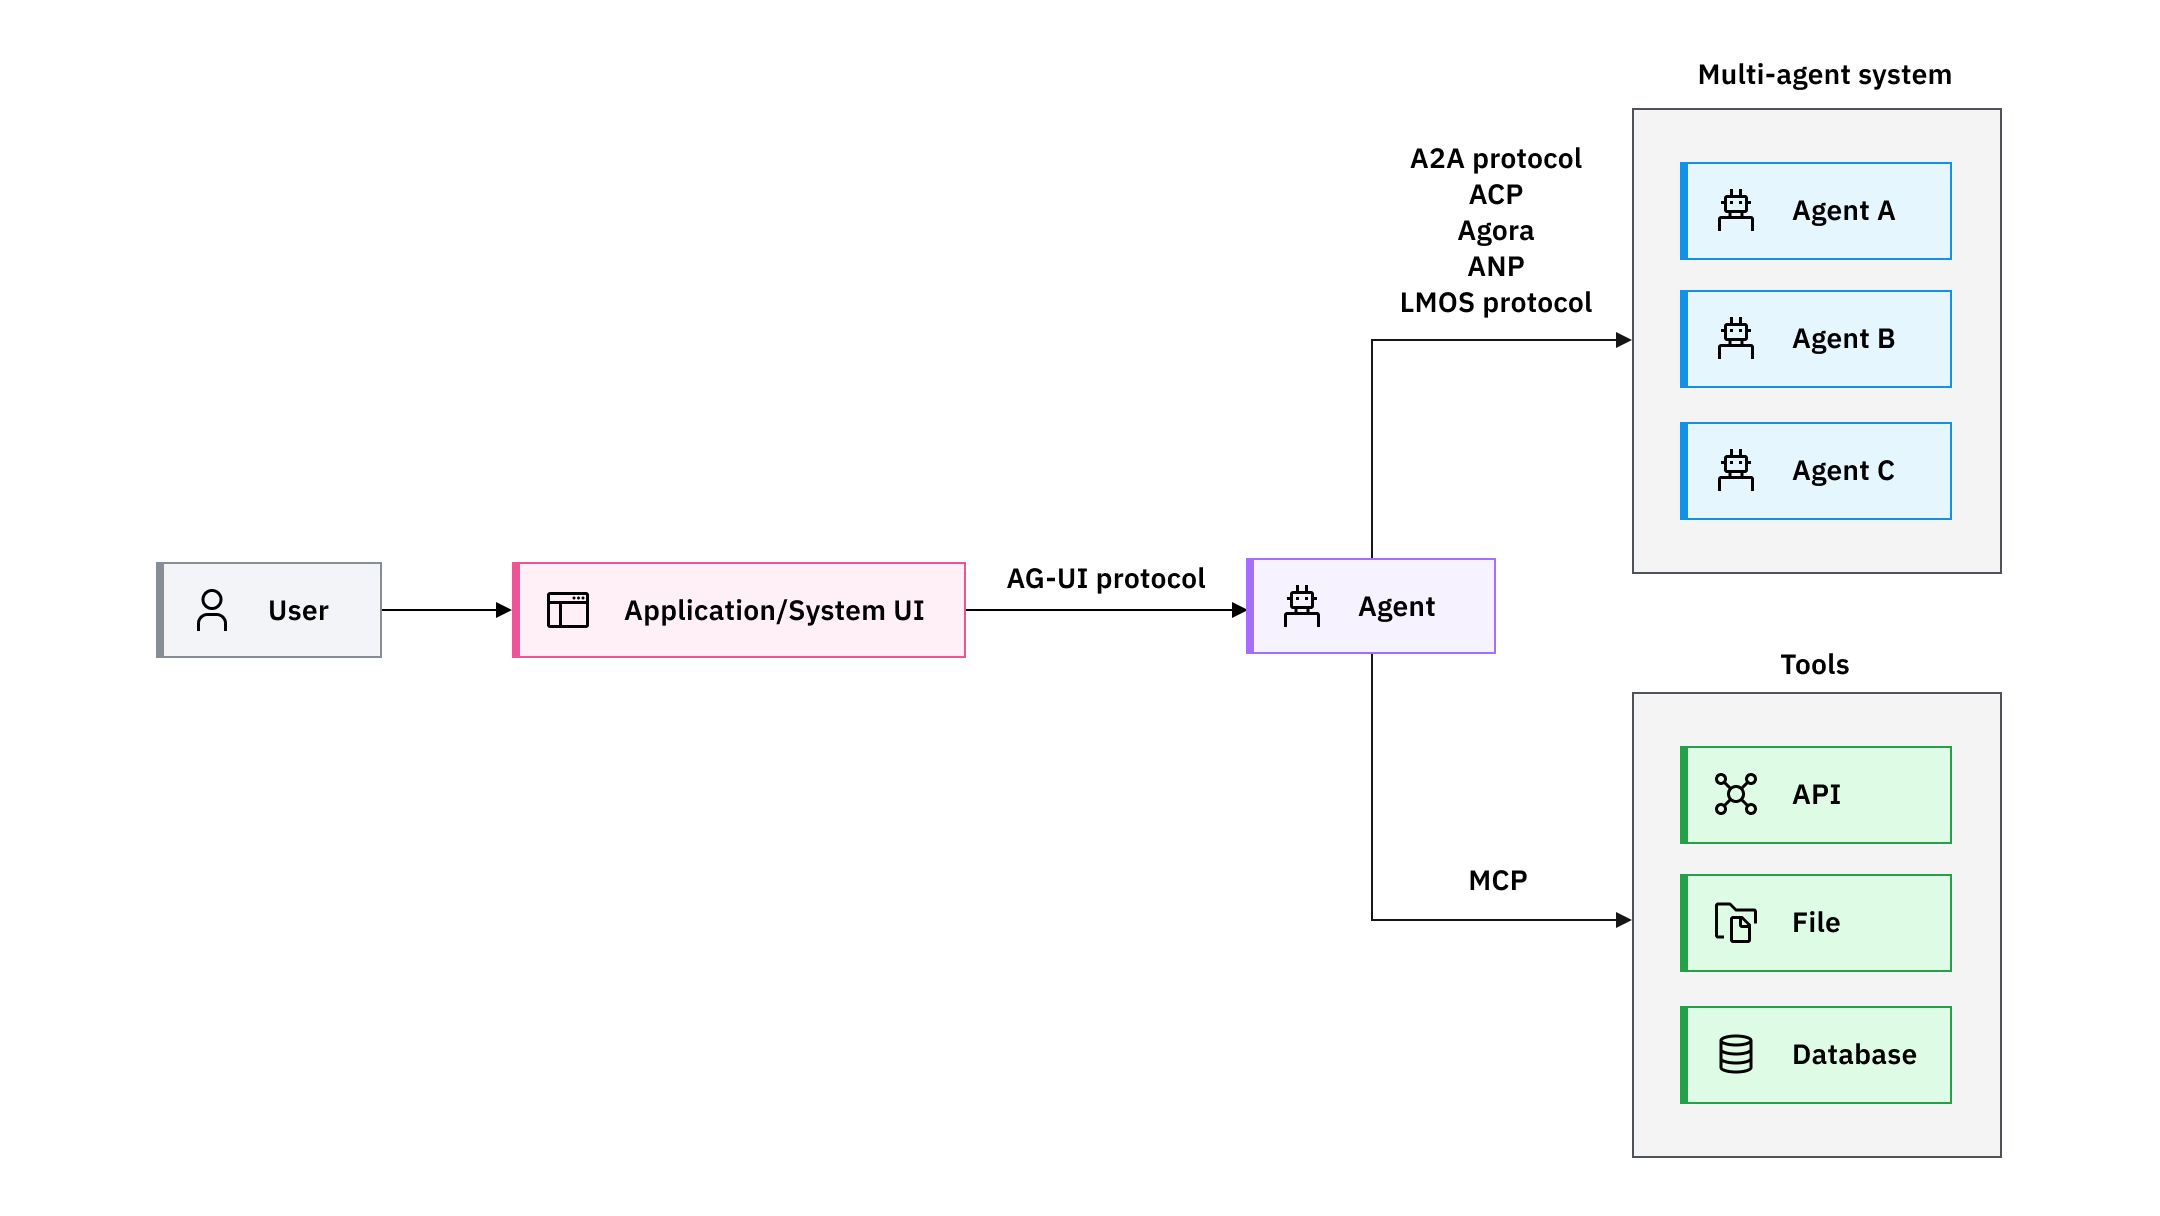 Multi-agent system
A2A protocol
ACP
Agora
ANP
LMOS protocol
Agent A
Agent B
Agent C
User
Application/System UI
AG-UI protocol
Agent
Tools
MCP
API
File
Database